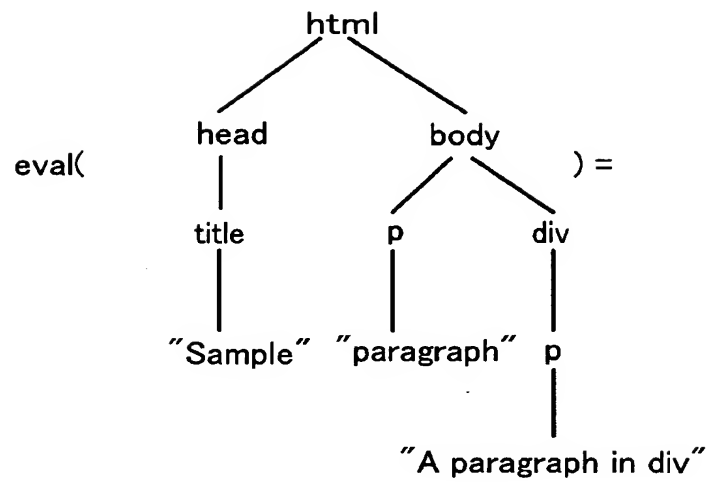 html
head body
eval( ) =
title p div
"Sample" "paragraph" p
"A paragraph in div"